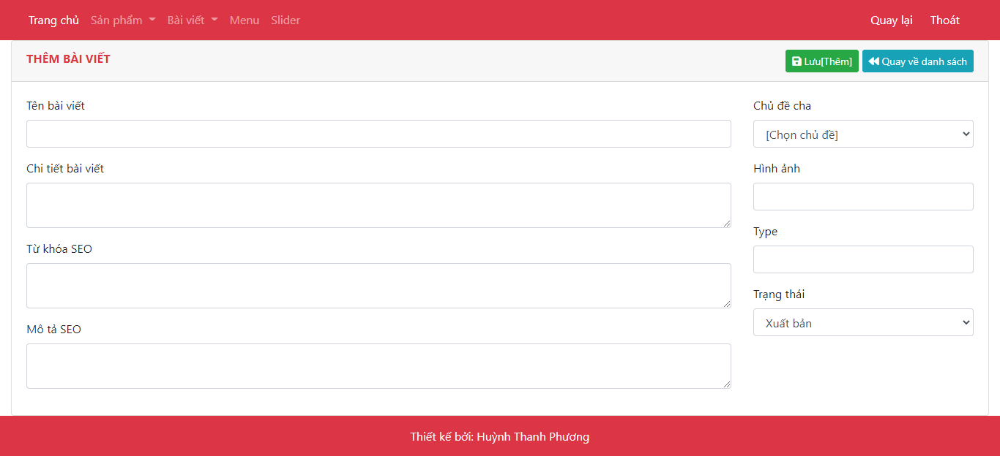 Trang chủ Sản phẩm Bài viết Menu Slider Quay lại Thoát
THÊM BÀI VIẾT Lưu[Thêm] Quay về danh sách
Tên bài viết
Chủ đề cha
[Chọn chủ đề]
Chi tiết bài viết
Hình ảnh
Type
Từ khóa SEO
Trạng thái
Xuất bản
Mô tả SEO
Thiết kế bởi: Huỳnh Thanh Phương